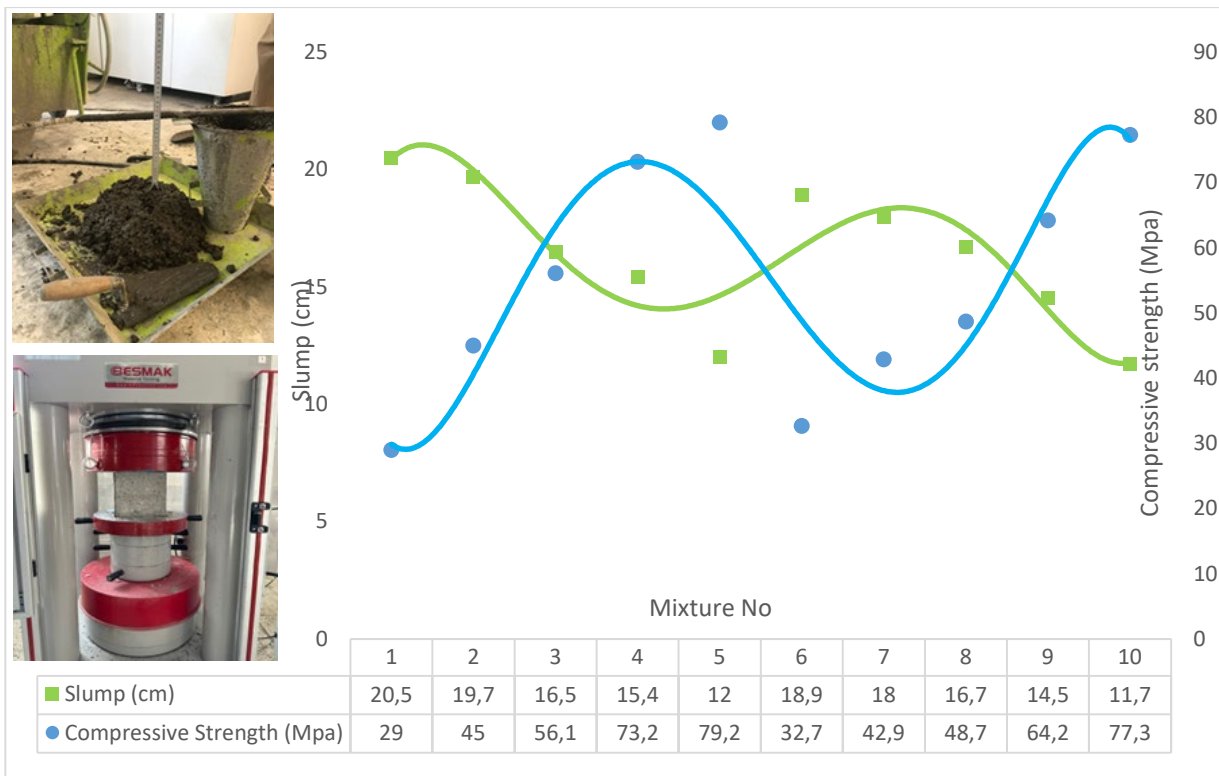 BESMAK
25
20
15
10
5
0
Slump (cm)
90
80
70
60
50
40
30
20
10
0
Compressive strength (Mpa)
Mixture No
1 2 3 4 5 6 7 8 9 10
Slump (cm) 20,5 19,7 16,5 15,4 12 18,9 18 16,7 14,5 11,7
Compressive Strength (Mpa) 29 45 56,1 73,2 79,2 32,7 42,9 48,7 64,2 77,3